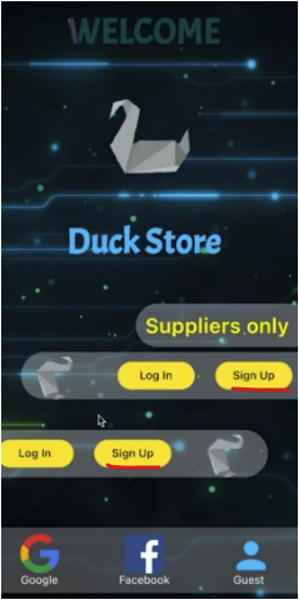 WELCOME
Duck Store
Suppliers only
Log In Sign Up
Log In Sign Up
Google Facebook Guest